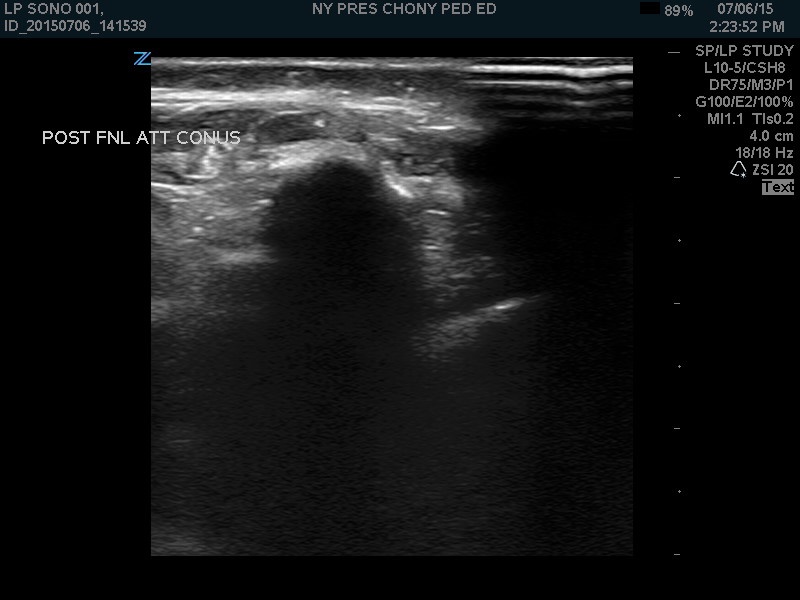 LP SONO 001,
ID_20150706_141539
NY PRES CHONY PED ED
89%
07/06/15
2:23:52 PM
SP/LP STUDY
L10-5/CSH8
DR75/M3/P1
G100/E2/100%
MI1.1 TIs0.2
4.0 cm
18/18 Hz
ZSI 20
Text
Z
POST FNL ATT CONUS